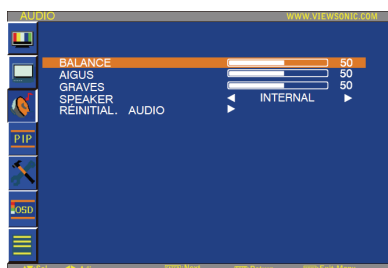 AUDIO WWW.VIEWSONIC.COM
BALANCE 50
AIGUS 50
GRAVES 50
SPEAKER INTERNAL
RÉINITIAL. AUDIO
PIP
OSD